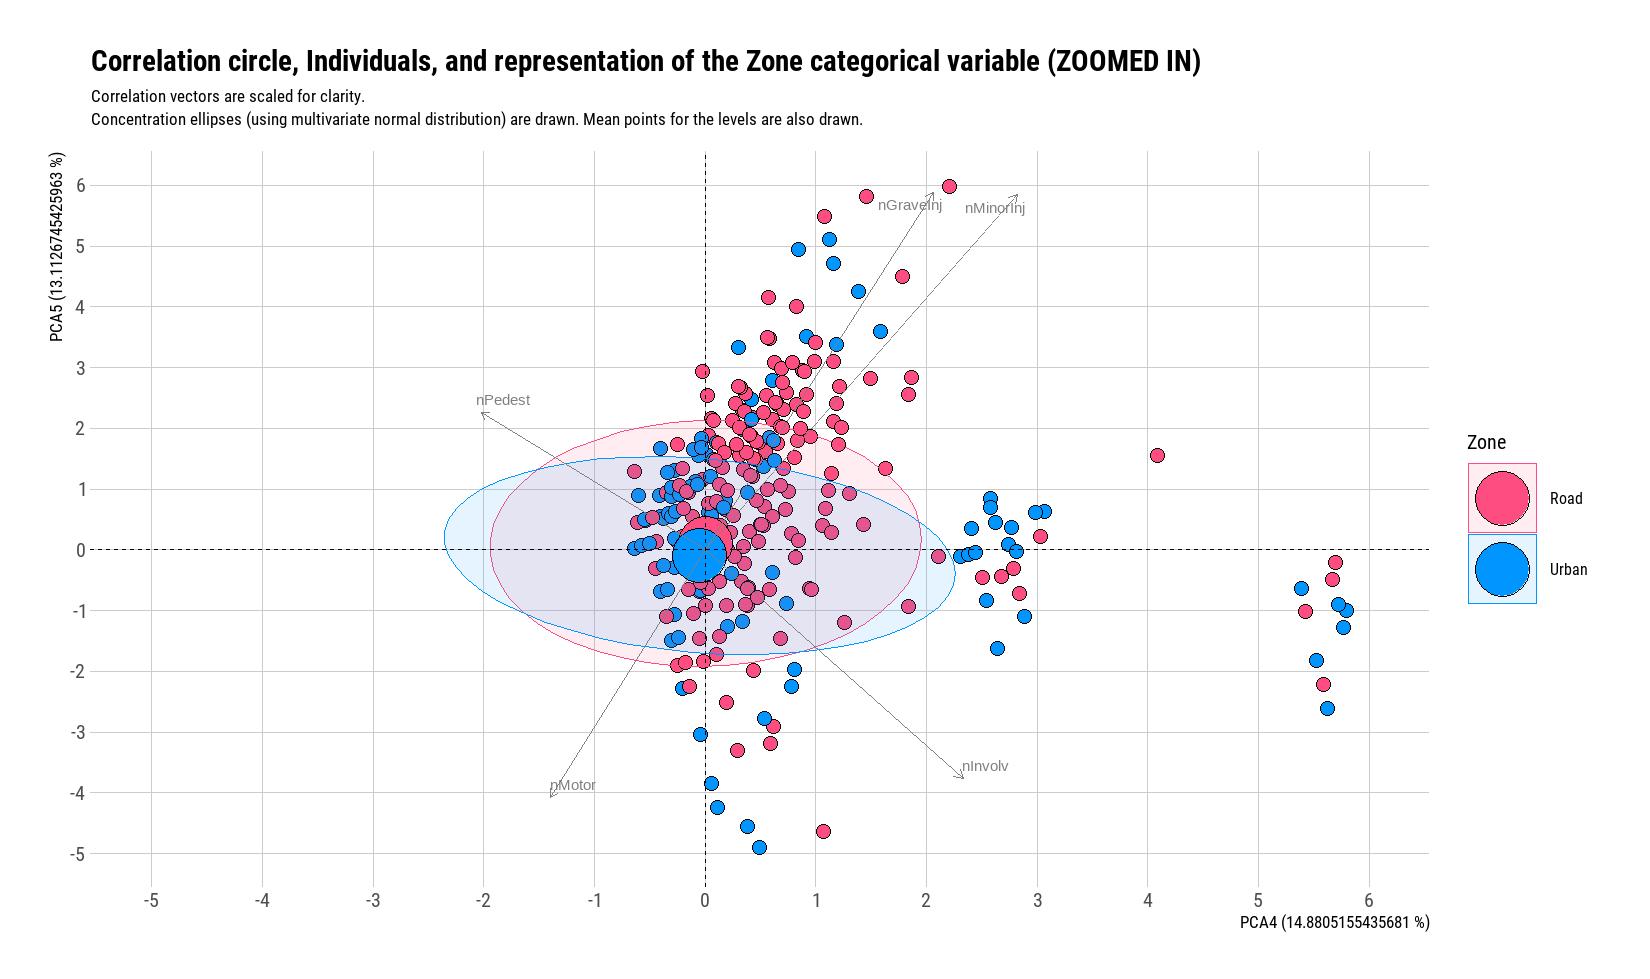 Correlation circle, Individuals, and representation of the Zone categorical variable (ZOOMED IN)
Correlation vectors are scaled for clarity.
Concentration ellipses (using multivariate normal distribution) are drawn. Mean points for the levels are also drawn.
PCA5 (13.1126745425963 %)
6
5
4
3
2
1
0
-1
-2
-3
-4
-5
nGraveInj
nMinorInj
nPedest
nMotor
nInvolv
-5
-4
-3
-2
-1
0
1
2
3
4
5
6
PCA4 (14.8805155435681 %)
Zone
Road
Urban